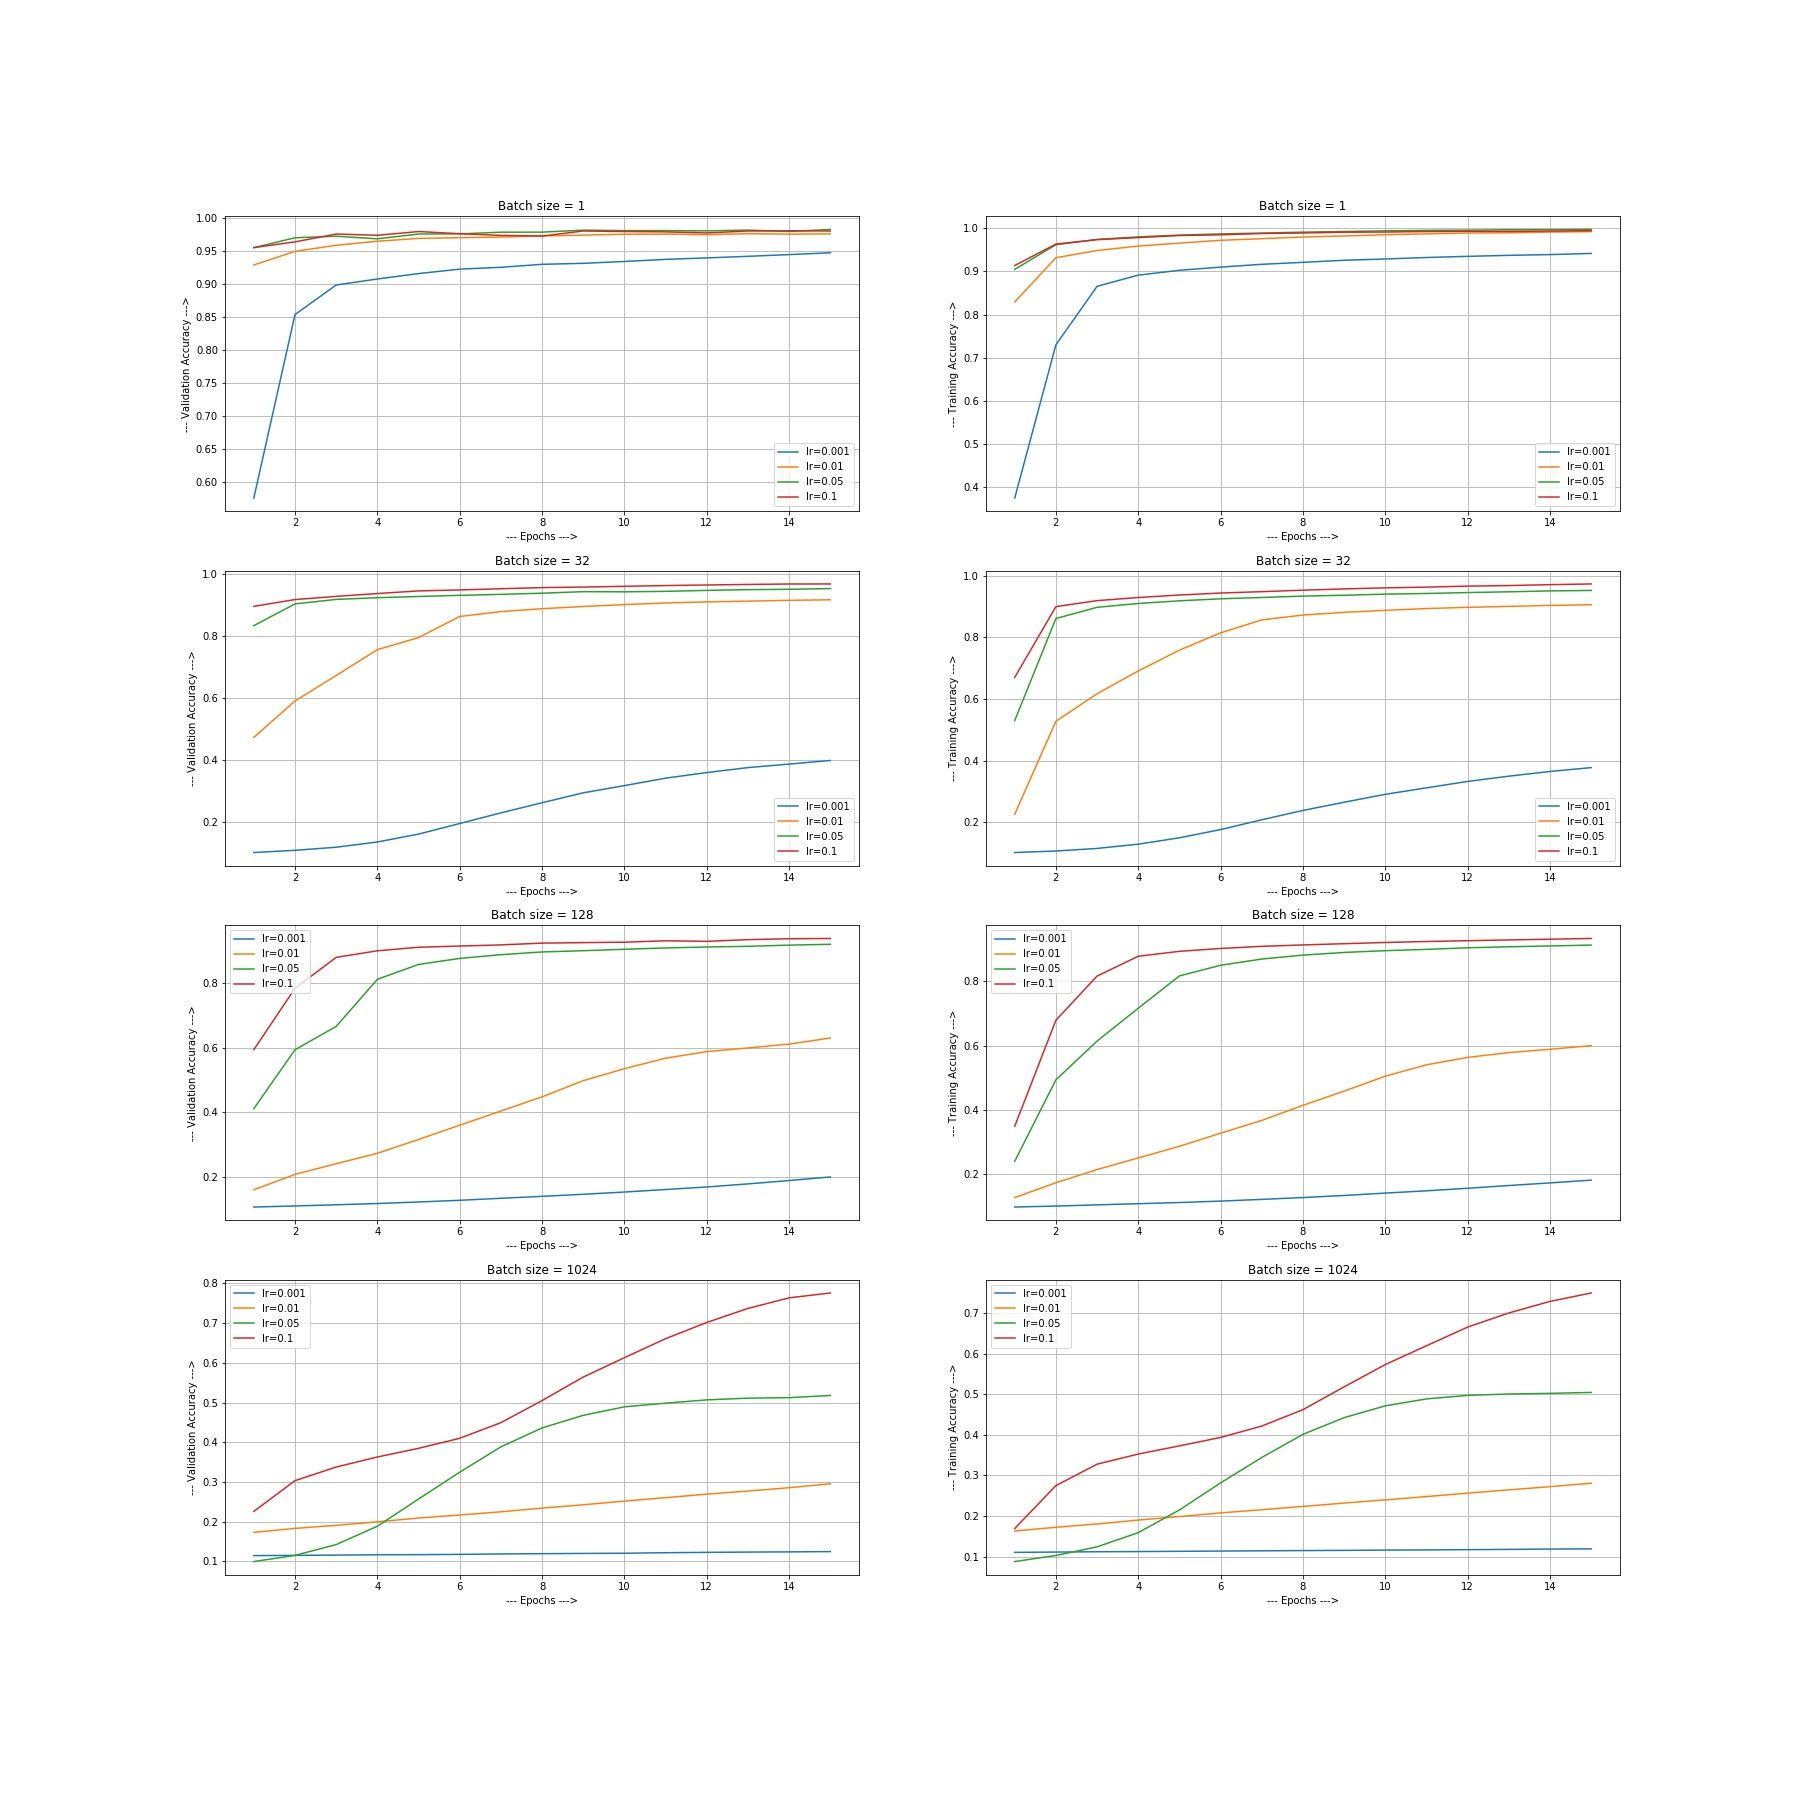 Batch size = 1
--- Validation Accuracy --->
1.00
0.95
0.90
0.85
0.80
0.75
0.70
0.65
0.60
lr=0.001
lr=0.01
lr=0.05
lr=0.1
2 4 6 8 10 12 14
--- Epochs --->
Batch size = 1
--- Training Accuracy --->
1.0
0.9
0.8
0.7
0.6
0.5
0.4
lr=0.001
lr=0.01
lr=0.05
lr=0.1
2 4 6 8 10 12 14
--- Epochs --->
Batch size = 32
--- Validation Accuracy --->
1.0
0.8
0.6
0.4
0.2
lr=0.001
lr=0.01
lr=0.05
lr=0.1
2 4 6 8 10 12 14
--- Epochs --->
Batch size = 32
--- Training Accuracy --->
1.0
0.8
0.6
0.4
0.2
lr=0.001
lr=0.01
lr=0.05
lr=0.1
2 4 6 8 10 12 14
--- Epochs --->
Batch size = 128
--- Validation Accuracy --->
0.8
0.6
0.4
0.2
lr=0.001
lr=0.01
lr=0.05
lr=0.1
2 4 6 8 10 12 14
--- Epochs --->
Batch size = 128
--- Training Accuracy --->
0.8
0.6
0.4
0.2
lr=0.001
lr=0.01
lr=0.05
lr=0.1
2 4 6 8 10 12 14
--- Epochs --->
Batch size = 1024
--- Validation Accuracy --->
0.8
0.7
0.6
0.5
0.4
0.3
0.2
0.1
lr=0.001
lr=0.01
lr=0.05
lr=0.1
2 4 6 8 10 12 14
--- Epochs --->
Batch size = 1024
--- Training Accuracy --->
0.7
0.6
0.5
0.4
0.3
0.2
0.1
lr=0.001
lr=0.01
lr=0.05
lr=0.1
2 4 6 8 10 12 14
--- Epochs --->